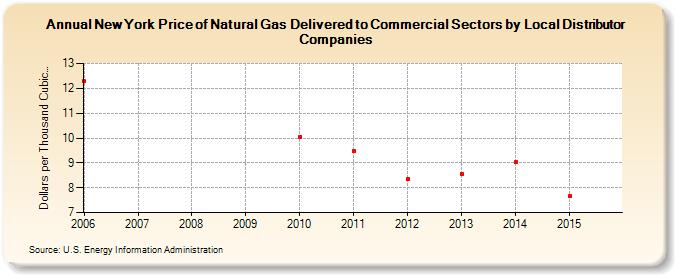 Annual New York Price of Natural Gas Delivered to Commercial Sectors by Local Distributor
Companies
Dollars per Thousand Cubic...
13
12
11
10
9
8
7
2006 2007 2008 2009 2010 2011 2012 2013 2014 2015
Source: U.S. Energy Information Administration